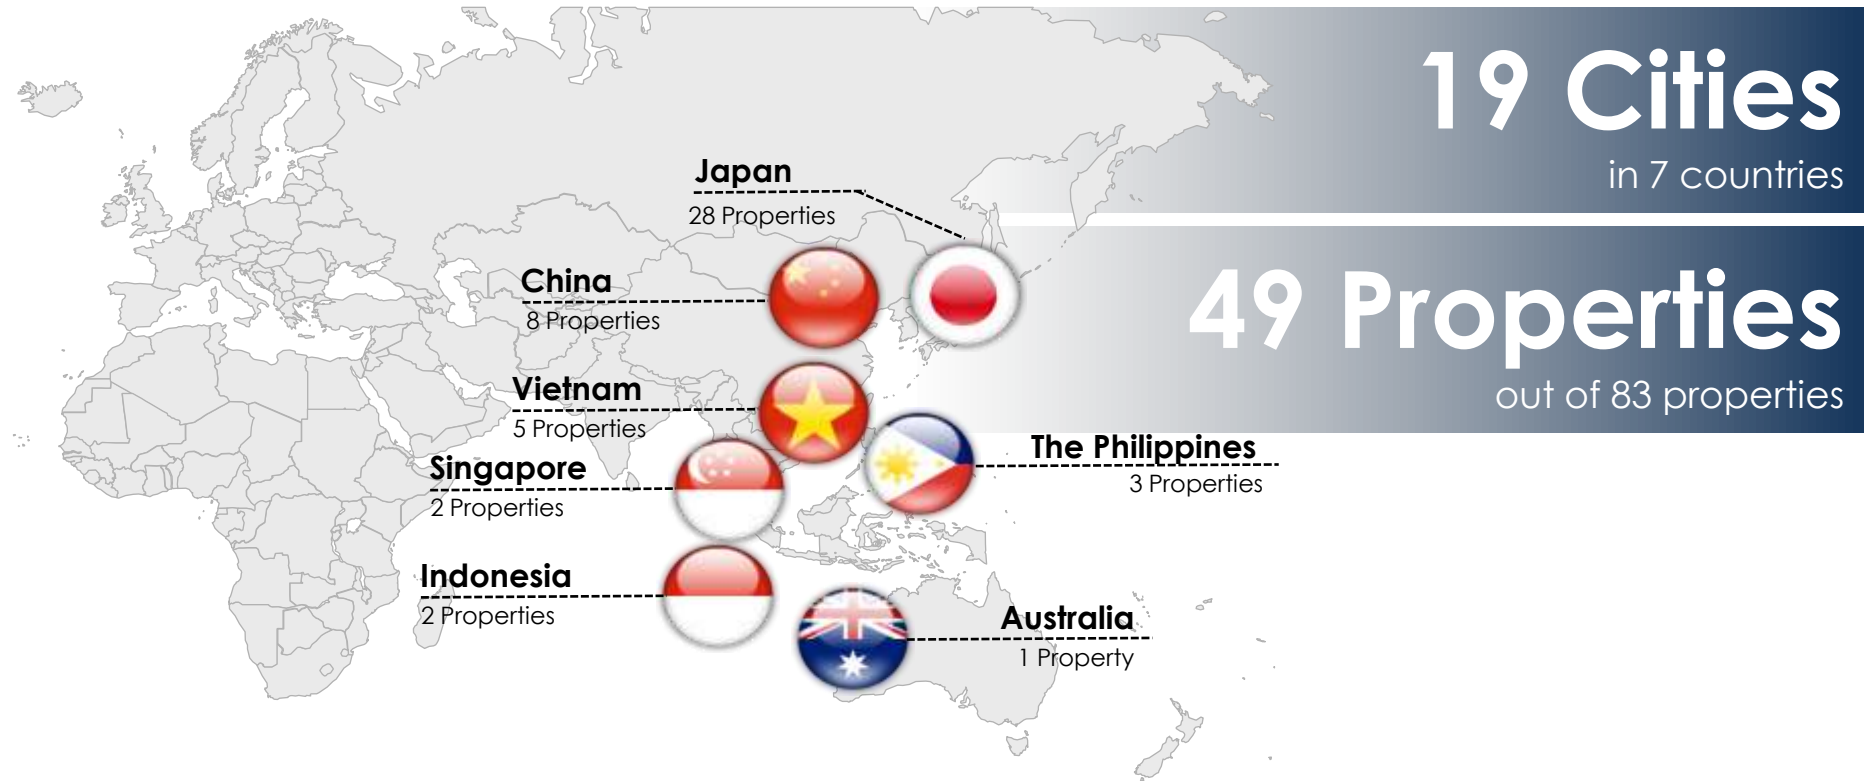 19 Cities
in 7 countries
49 Properties
out of 83 properties
Japan
28 Properties
China
8 Properties
Vietnam
5 Properties
Singapore
2 Properties
Indonesia
2 Properties
The Philippines
3 Properties
Australia
1 Property